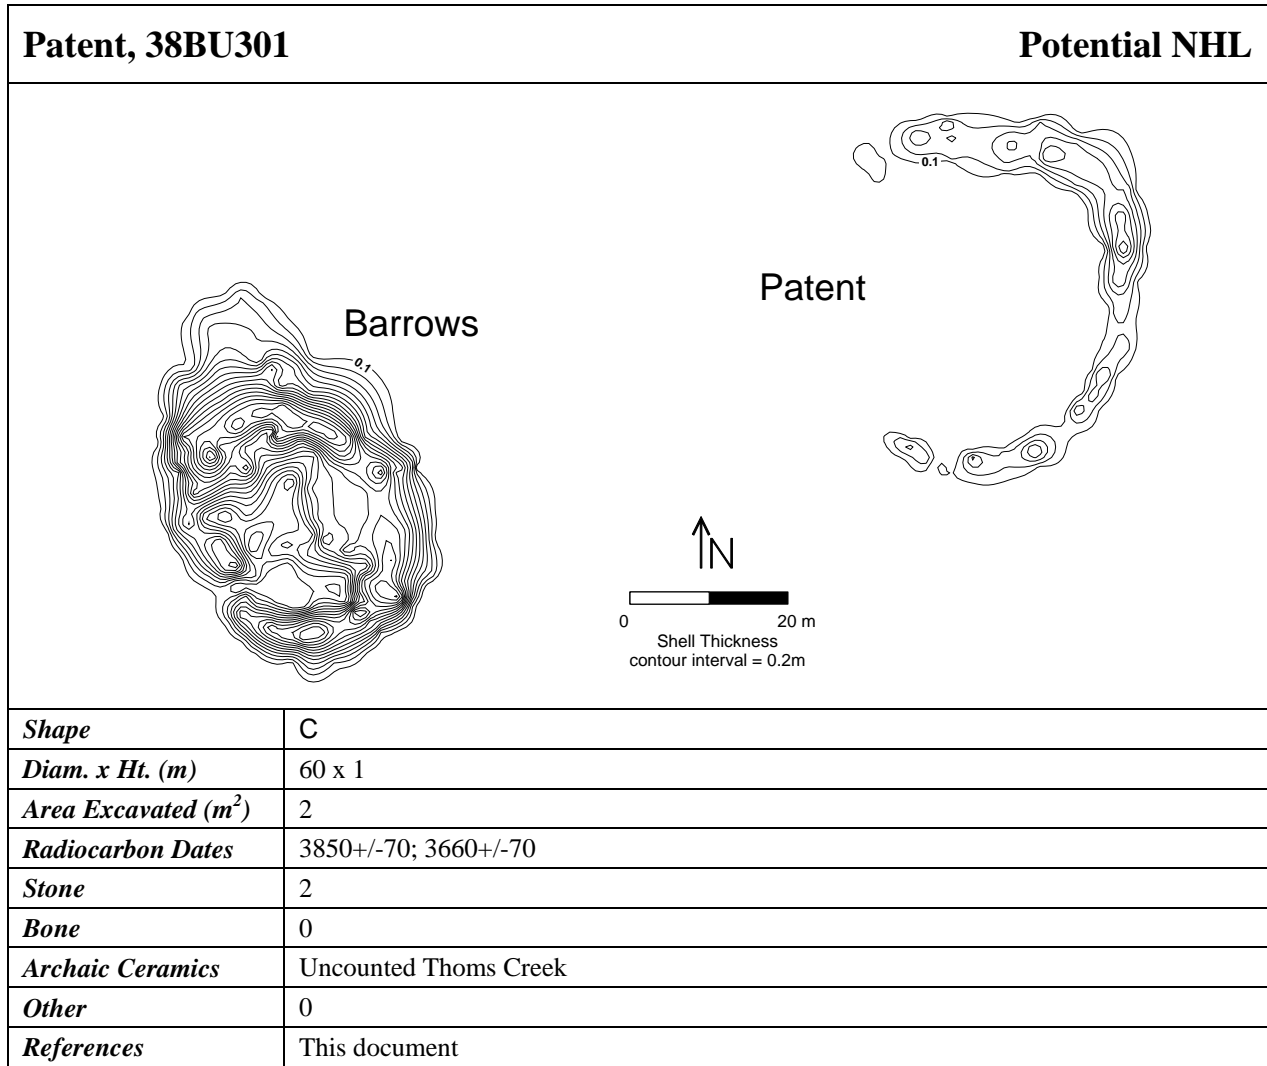 Patent, 38BU301 Potential NHL
0.1
Patent
Barrows
0.1
N
0 20 m
Shell Thickness
contour interval = 0.2m
Shape C
Diam. x Ht. (m) 60 x 1
Area Excavated (m²) 2
Radiocarbon Dates 3850+/-70; 3660+/-70
Stone 2
Bone 0
Archaic Ceramics Uncounted Thoms Creek
Other 0
References This document